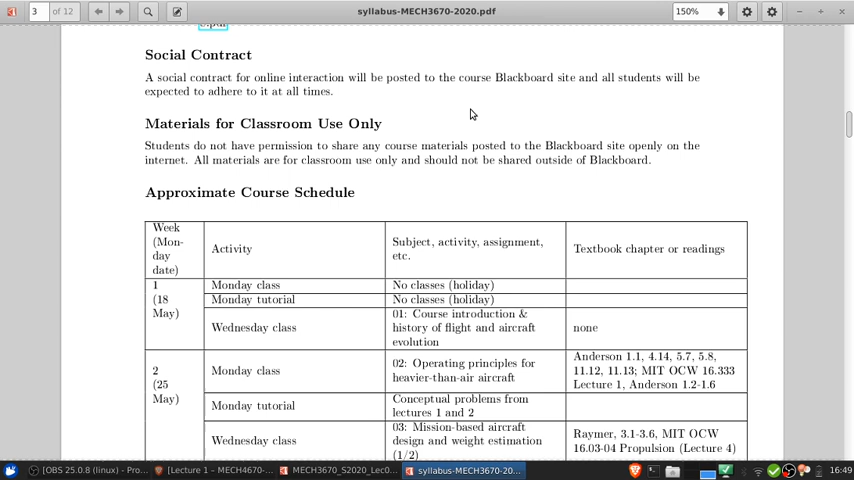 3 of 12
syllabus-MECH3670-2020.pdf
150%
Social Contract
A social contract for online interaction will be posted to the course Blackboard site and all students will be
expected to adhere to it at all times.
Materials for Classroom Use Only
Students do not have permission to share any course materials posted to the Blackboard site openly on the
internet. All materials are for classroom use only and should not be shared outside of Blackboard.
Approximate Course Schedule
Week
(Mon-
day
date)
Activity
Subject, activity, assignment,
etc.
Textbook chapter or readings
1
(18
May)
Monday class
No classes (holiday)
Monday tutorial
No classes (holiday)
Wednesday class
01: Course introduction &
history of flight and aircraft
evolution
none
2
(25
May)
Monday class
02: Operating principles for
heavier-than-air aircraft
Anderson 1.1, 4.14, 5.7, 5.8,
11.12, 11.13; MIT OCW 16.333
Lecture 1, Anderson 1.2-1.6
Monday tutorial
Conceptual problems from
lectures 1 and 2
Wednesday class
03: Mission-based aircraft
design and weight estimation
(1/2)
Raymer, 3.1-3.6, MIT OCW
16.03-04 Propulsion (Lecture 4)
[OBS 25.0.8 (linux) - Pro...
[Lecture 1 – MECH4670-...
MECH3670_S2020_Lec0...
syllabus-MECH3670-20...
16:49